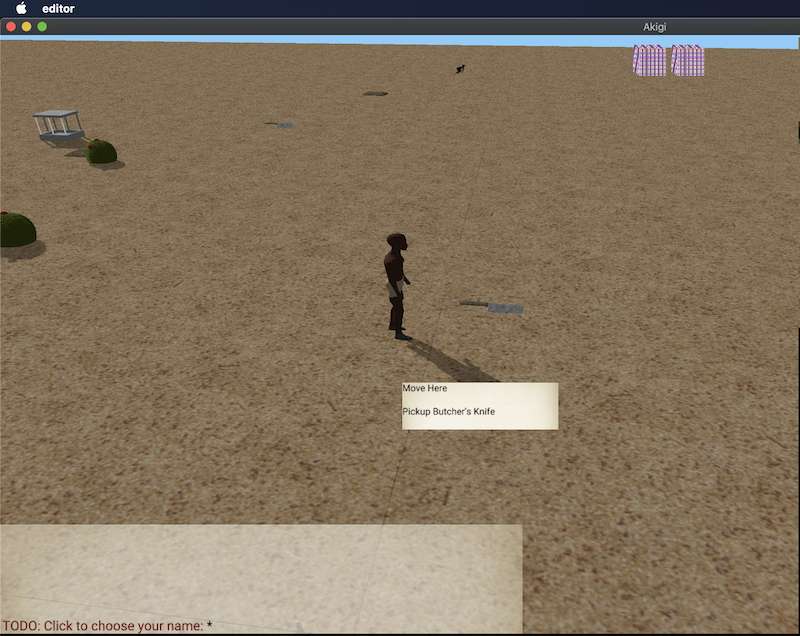 editor
Akigi
Move Here
Pickup Butcher's Knife
TODO: Click to choose your name: *